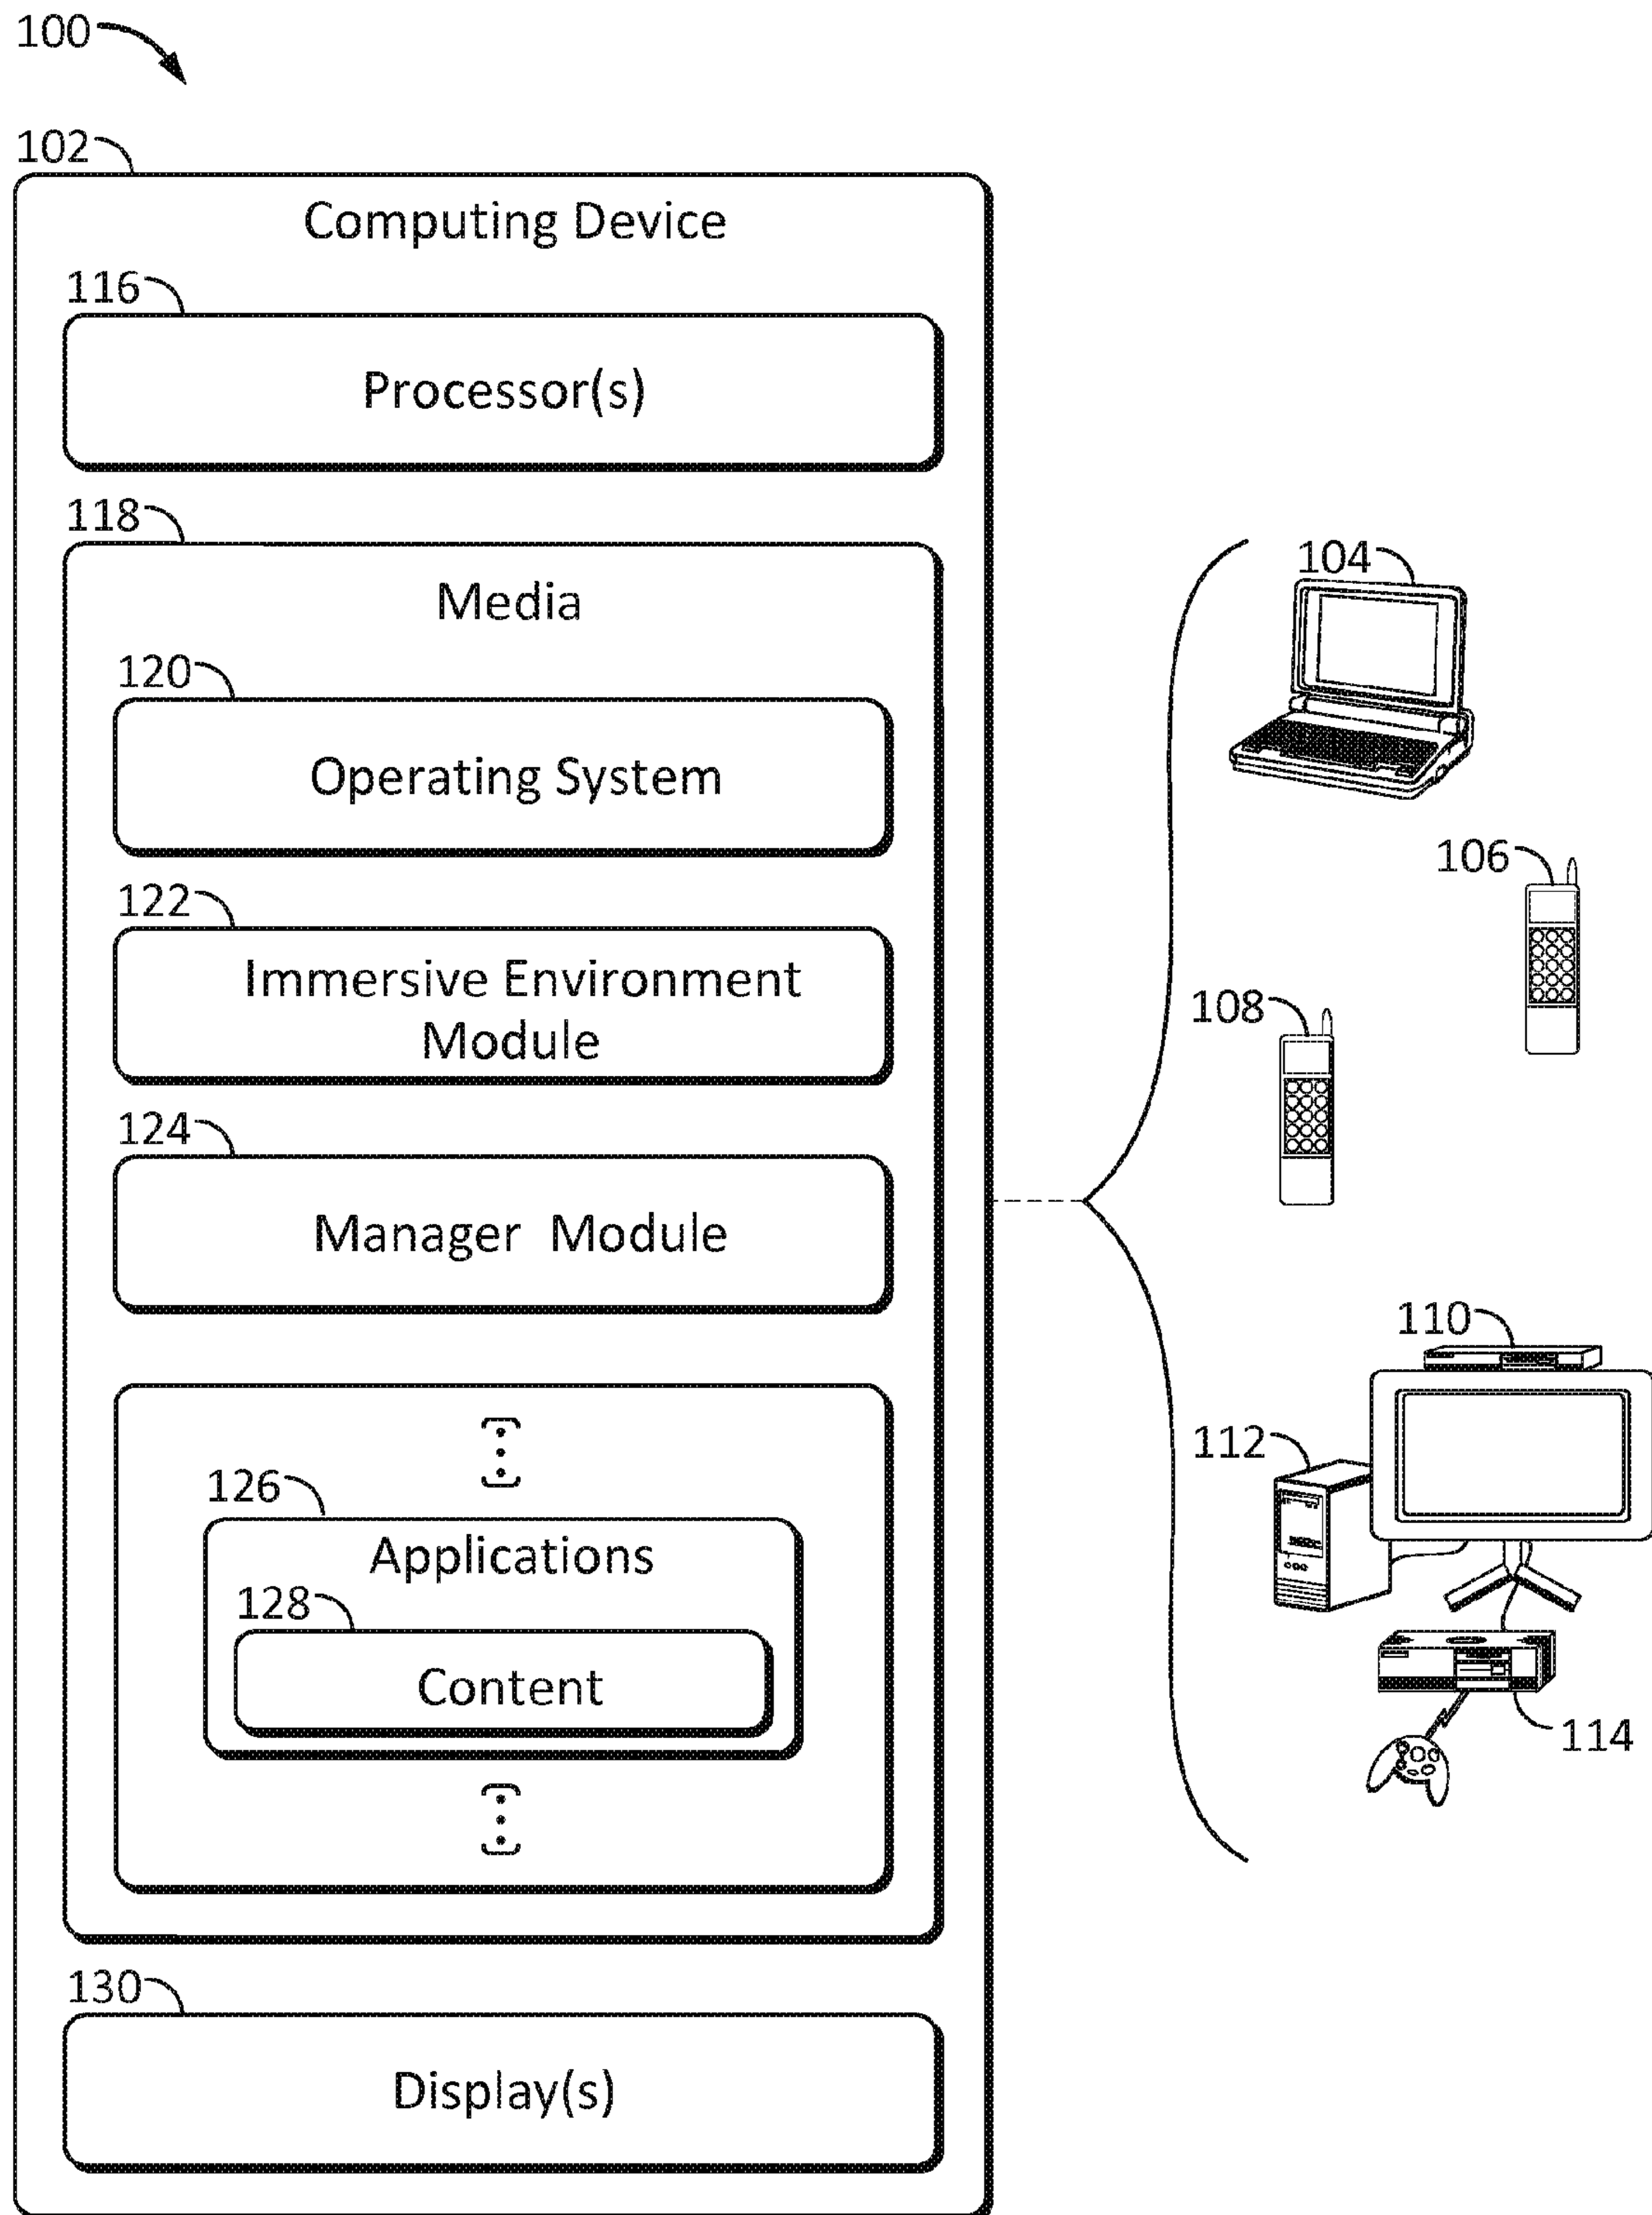 100
102
Computing Device
116
Processor(s)
118
Media
120
Operating System
122
Immersive Environment
Module
124
Manager Module
126
Applications
128
Content
130
Display(s)
104
106
108
110
112
114